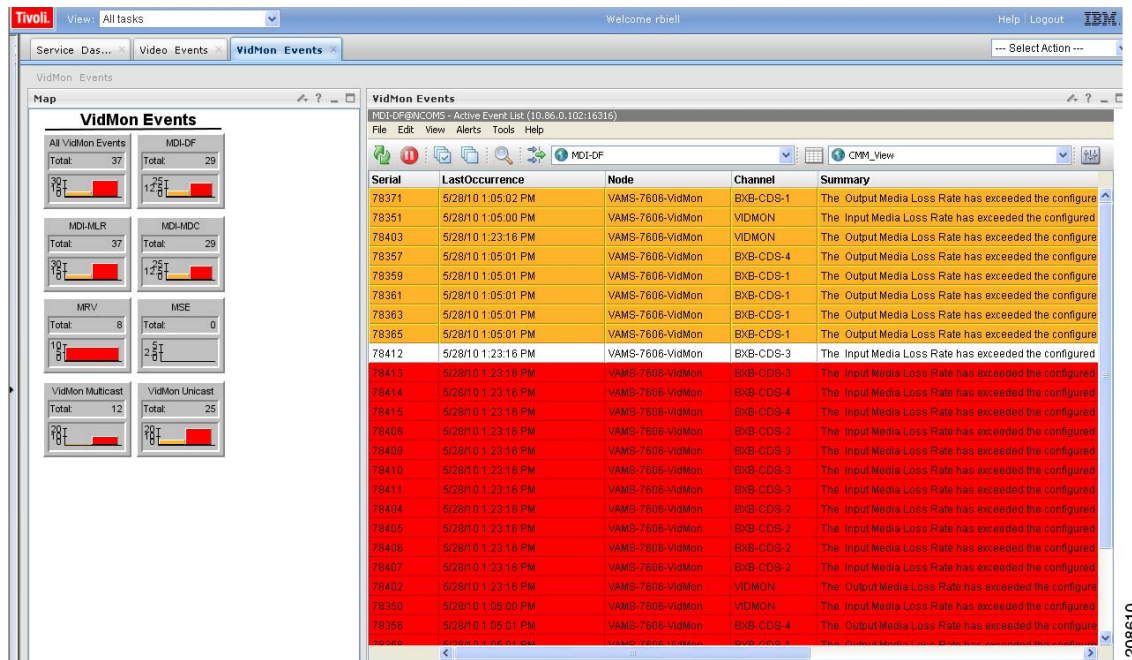 Tivoli. View: All tasks Welcome rbiell Help Logout IBM.
Service Das... Video Events VidMon Events --- Select Action ---
VidMon Events
Map ? VidMon Events ?
VidMon Events
All VidMon Events MDI-DF
Total: 37 Total: 29
MDI-MLR MDI-MDC
Total: 37 Total: 29
MRV MSE
Total: 8 Total: 0
VidMon Multicast VidMon Unicast
Total: 12 Total: 25
MDI-DF@NCOMS - Active Event List (10.86.0.102:16316)
File Edit View Alerts Tools Help
MDI-DF CMM_View
Serial LastOccurrence Node Channel Summary
78371 5/28/10 1:05:02 PM VAMS-7606-VidMon BXB-CDS-1 The Output Media Loss Rate has exceeded the configure
78351 5/28/10 1:05:00 PM VAMS-7606-VidMon VIDMON The Input Media Loss Rate has exceeded the configure
78403 5/28/10 1:23:16 PM VAMS-7606-VidMon VIDMON The Output Media Loss Rate has exceeded the configure
78357 5/28/10 1:05:01 PM VAMS-7606-VidMon BXB-CDS-4 The Output Media Loss Rate has exceeded the configure
78359 5/28/10 1:05:01 PM VAMS-7606-VidMon BXB-CDS-1 The Output Media Loss Rate has exceeded the configure
78361 5/28/10 1:05:01 PM VAMS-7606-VidMon BXB-CDS-1 The Output Media Loss Rate has exceeded the configure
78363 5/28/10 1:05:01 PM VAMS-7606-VidMon BXB-CDS-1 The Output Media Loss Rate has exceeded the configure
78365 5/28/10 1:05:01 PM VAMS-7606-VidMon BXB-CDS-1 The Output Media Loss Rate has exceeded the configure
78412 5/28/10 1:23:16 PM VAMS-7606-VidMon BXB-CDS-3 The Input Media Loss Rate has exceeded the configured
78413 5/28/10 1:23:16 PM VAMS-7606-VidMon BXB-CDS-3 The Input Media Loss Rate has exceeded the configured
78414 5/28/10 1:23:16 PM VAMS-7606-VidMon BXB-CDS-4 The Input Media Loss Rate has exceeded the configured
78415 5/28/10 1:23:16 PM VAMS-7606-VidMon BXB-CDS-4 The Input Media Loss Rate has exceeded the configured
78408 5/28/10 1:23:16 PM VAMS-7606-VidMon BXB-CDS-2 The Input Media Loss Rate has exceeded the configured
78409 5/28/10 1:23:16 PM VAMS-7606-VidMon BXB-CDS-3 The Input Media Loss Rate has exceeded the configured
78410 5/28/10 1:23:16 PM VAMS-7606-VidMon BXB-CDS-3 The Input Media Loss Rate has exceeded the configured
78411 5/28/10 1:23:16 PM VAMS-7606-VidMon BXB-CDS-3 The Input Media Loss Rate has exceeded the configured
78404 5/28/10 1:23:16 PM VAMS-7606-VidMon BXB-CDS-2 The Input Media Loss Rate has exceeded the configured
78405 5/28/10 1:23:16 PM VAMS-7606-VidMon BXB-CDS-2 The Input Media Loss Rate has exceeded the configured
78406 5/28/10 1:23:16 PM VAMS-7606-VidMon BXB-CDS-2 The Input Media Loss Rate has exceeded the configured
78407 5/28/10 1:23:16 PM VAMS-7606-VidMon BXB-CDS-2 The Input Media Loss Rate has exceeded the configured
78402 5/28/10 1:23:16 PM VAMS-7606-VidMon VIDMON The Output Media Loss Rate has exceeded the configure
78350 5/28/10 1:05:00 PM VAMS-7606-VidMon VIDMON The Input Media Loss Rate has exceeded the configured
78356 5/28/10 1:05:01 PM VAMS-7606-VidMon BXB-CDS-4 The Output Media Loss Rate has exceeded the configure
208610